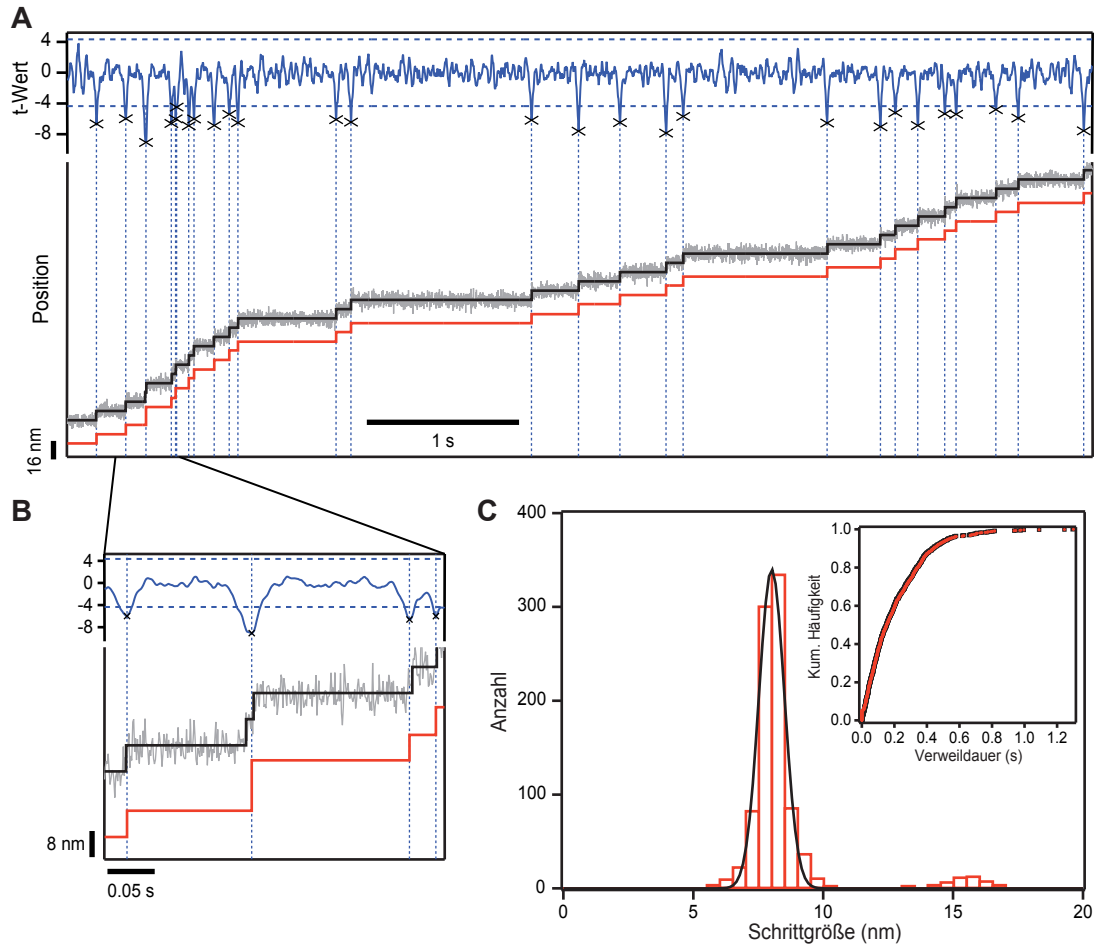 A
t-Wert
4
0
-4
-8
Position
16 nm
1 s
B
4
0
-4
-8
8 nm
0.05 s
C
Anzahl
400
300
200
100
0
0
5
10
15
20
Schrittgröße (nm)
Kum. Häufigkeit
1.0
0.8
0.6
0.4
0.2
0.0
0.0 0.2 0.4 0.6 0.8 1.0 1.2
Verweildauer (s)